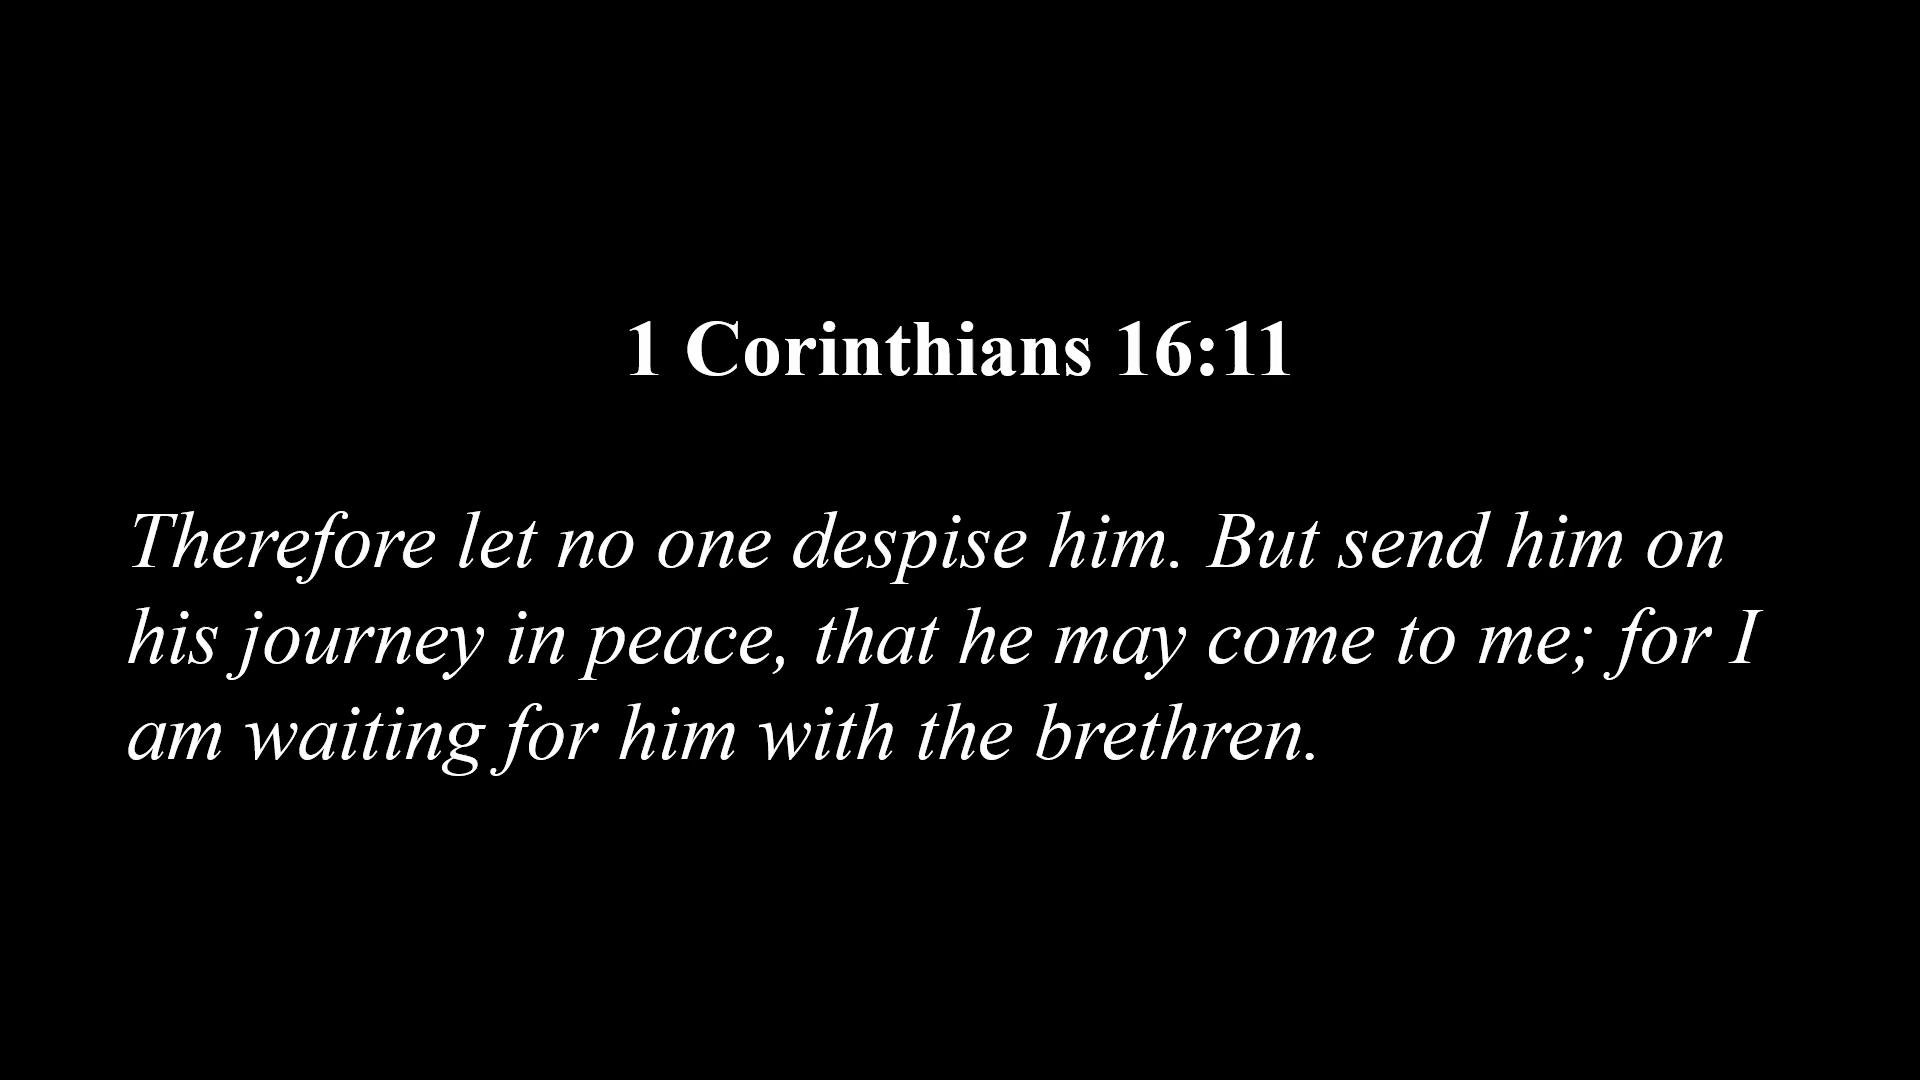 1 Corinthians 16:11
Therefore let no one despise him. But send him on
his journey in peace, that he may come to me; for I
am waiting for him with the brethren.